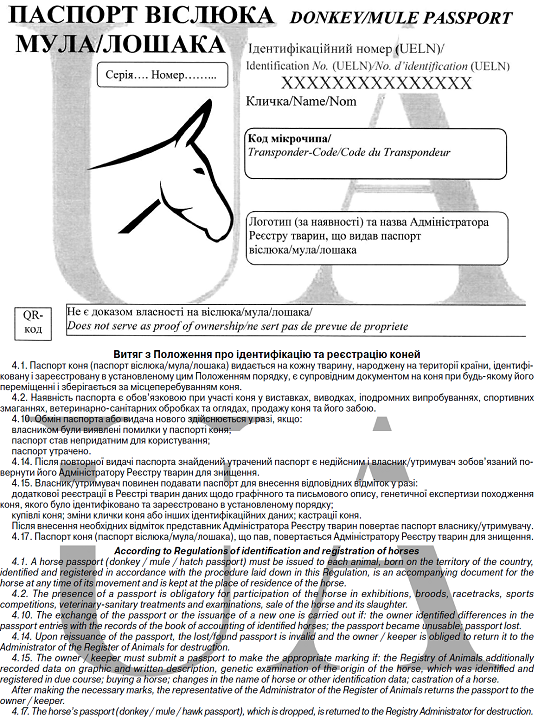 ПАСПОРТ ВІСЛЮКА DONKEY/MULE PASSPORT
МУЛА/ЛОШАКА
Ідентифікаційний номер (UELN)/
Identification No. (UELN)/No. d'identification (UELN)
XXXXXXXXXXXXXXX
Серія.... Номер……...
Кличка/Name/Nom
Код мікрочипа/
Transponder-Code/Code du Transpondeur
Логотип (за наявності) та назва Адміністратора
Реєстру тварин, що видав паспорт
віслюка/мула/лошака
QR-
код
Не є доказом власності на віслюка/мула/лошака/
Does not serve as proof of ownership/ne sert pas de prevue de propriete
UA
Витяг з Положення про ідентифікацію та реєстрацію коней
4.1. Паспорт коня (паспорт віслюка/мула/лошака) видається на кожну тварину, народжену на території країни, ідентифі-
ковану і зареєстровану в установленому цим Положенням порядку, є супровідним документом на коня при будь-якому його
переміщенні і зберігається за місцеперебуванням коня.
4.2. Наявність паспорта є обов'язковою при участі коня у виставках, виводках, іподромних випробуваннях, спортивних
змаганнях, ветеринарно-санітарних обробках та оглядах, продажу коня та його забою.
4.10. Обмін паспорта або видача нового здійснюється у разі, якщо:
власником були виявлені помилки у паспорті коня;
паспорт став непридатним для користування;
паспорт утрачено.
4.14. Після повторної видачі паспорта знайдений утрачений паспорт є недійсним і власник/утримувач зобов'язаний по-
вернути його Адміністратору Реєстру тварин для знищення.
4.15. Власник/Утримувач повинен подавати паспорт для внесення відповідних відміток у разі:
додаткової реєстрації в Реєстрі тварин даних щодо графічного та письмового опису, генетичної експертизи походження
коня, якого було ідентифіковано та зареєстровано в установленому порядку;
купівлі коня; зміни клички коня або інших ідентифікаційних даних; кастрації коня.
Після внесення необхідних відміток представник Адміністратора Реєстру тварин повертає паспорт власнику/утримувачу.
4.17. Паспорт коня (паспорт віслюка/мула/лошака), що пав, повертається Адміністратору Реєстру тварин для знищення.
According to Regulations of identification and registration of horses
4.1. A horse passport (donkey / mule / hatch passport) must be issued to each animal, born on the territory of the country,
identified and registered in accordance with the procedure laid down in this Regulation, is an accompanying document for the
horse at any time of its movement and is kept at the place of residence of the horse.
4.2. The presence of a passport is obligatory for participation of the horse in exhibitions, broods, racetracks, sports
competitions, veterinary-sanitary treatments and examinations, sale of the horse and its slaughter.
4.10. The exchange of the passport or the issuance of a new one is carried out if: the owner identified differences in the
passport entries with the records of the book of accounting of identified horses; the passport became unusable; passport lost.
4.14. Upon reissuance of the passport, the lost/found passport is invalid and the owner / keeper is obliged to return it to the
Administrator of the Register of Animals for destruction.
4.15. The owner / keeper must submit a passport to make the appropriate marking if: the Registry of Animals additionally
recorded data on graphic and written description, genetic examination of the origin of the horse, which was identified and
registered in due course; buying a horse; changes in the name of horse or other identification data; castration of a horse.
After making the necessary marks, the representative of the Administrator of the Register of Animals returns the passport to the
owner / keeper.
4.17. The horse's passport (donkey / mule / hawk passport), which is dropped, is returned to the Registry Administrator for destruction.
UA